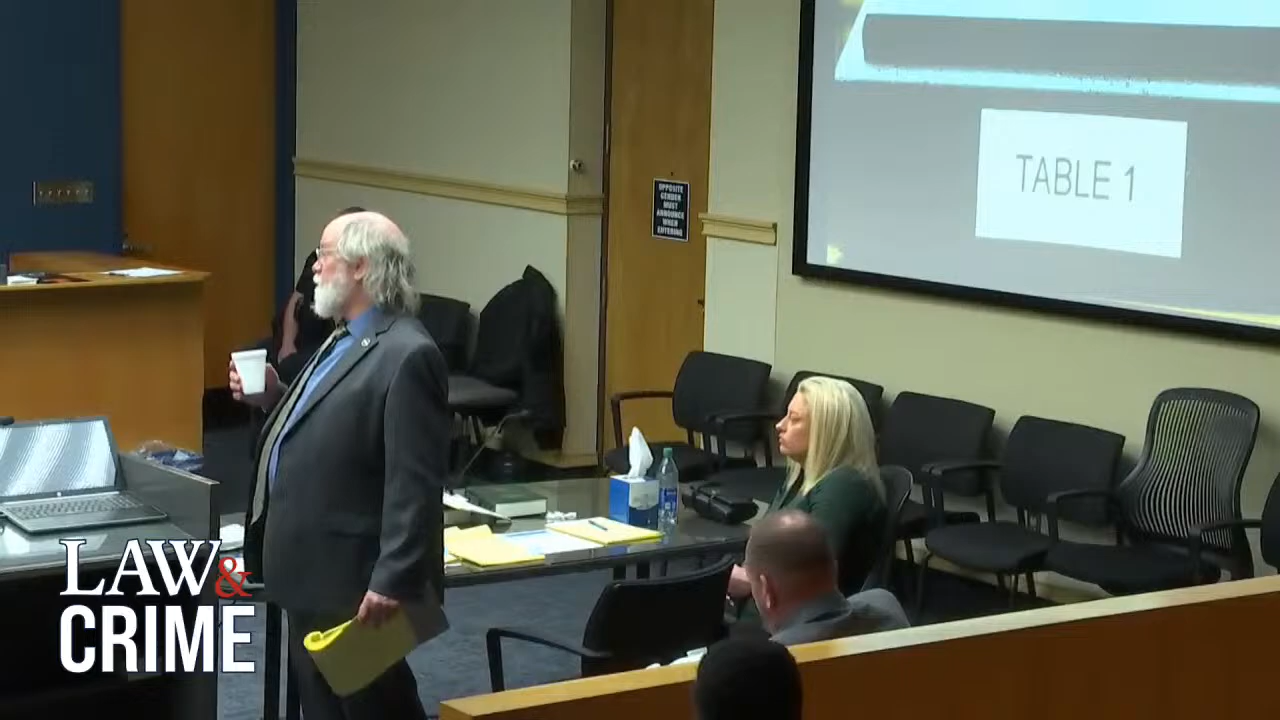 TABLE 1
OPPOSITE
GENDER
MUST
ANNOUNCE
WHEN
ENTERING
LAW&
CRIME